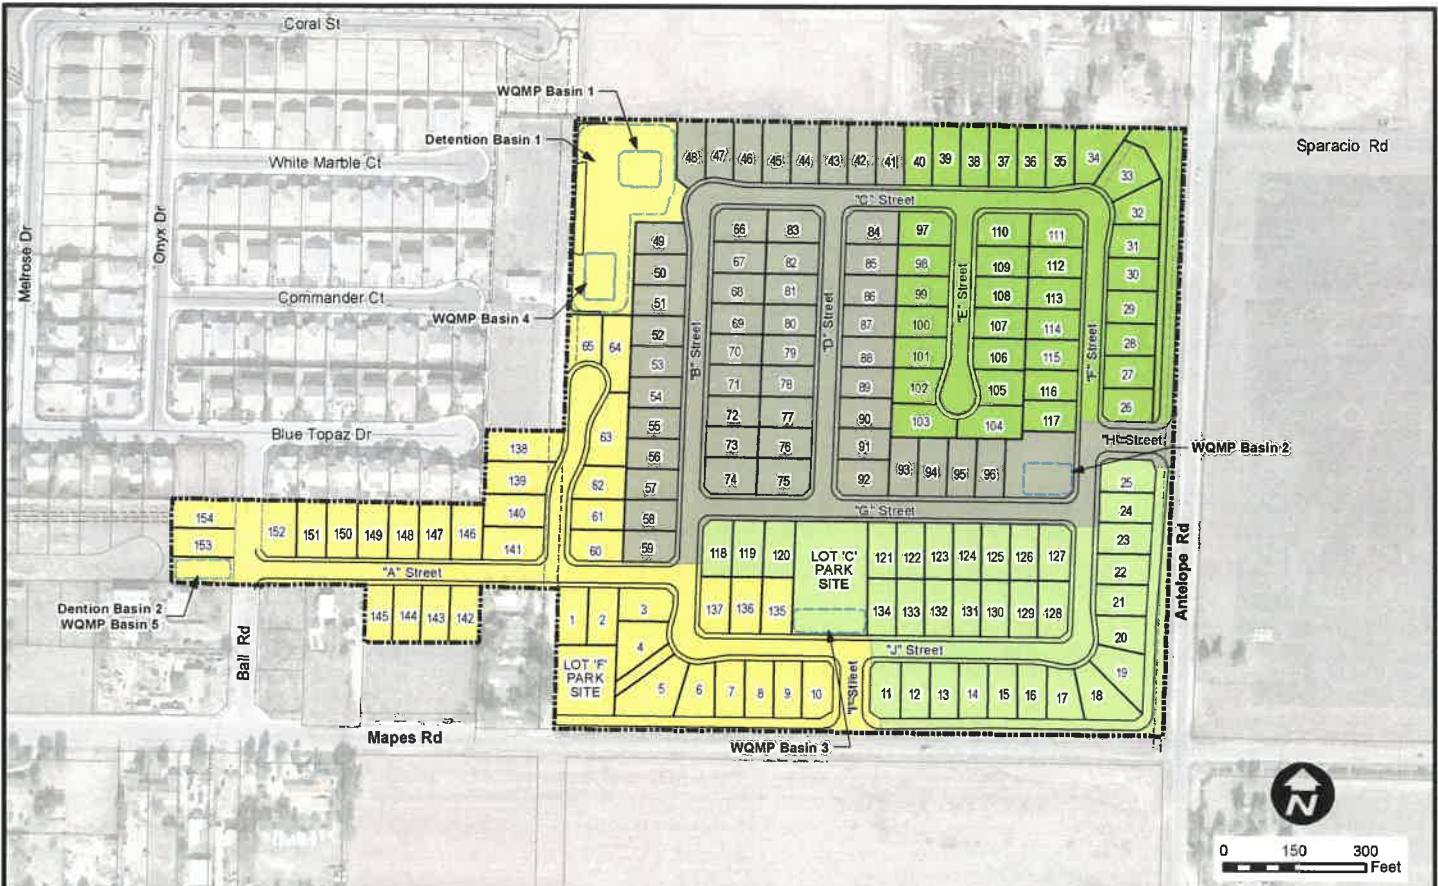 Coral St
WQMP Basin 1
Detention Basin 1
Sparacio Rd
White Marble Ct
Onyx Dr
Melrose Dr
Commander Ct
WQMP Basin 4
Blue Topaz Dr
48 47 46 45 44 43 42 41 40 39 38 37 36 35 34
33
32
31
30
29
28
27
26
"C" Street
49
50
51
52
53
54
55
56
57
58
59
66 83
67 82
68 81
69 80
70 79
71 78
72 77
73 76
74 75
84 97
85 98
86 99
87 100
88 101
89 102
90 103
91
92
93 94 95 96
110 111
109 112
108 113
107 114
106 115
105 116
104 117
"B" Street
"D" Street
"E" Street
"F" Street
"H" Street
WQMP Basin 2
65 64
63
62
61
60
138
139
140
141
154
153
152 151 150 149 148 147 146
"A" Street
Dention Basin 2
WQMP Basin 5
145 144 143 142
Ball Rd
"G" Street
25
24
23
22
21
20
19
Antelope Rd
118 119 120
LOT 'C'
PARK
SITE
121 122 123 124 125 126 127
137 136 135
134 133 132 131 130 129 128
1 2 3
4
LOT 'F'
PARK
SITE
5 6 7 8 9 10
"J" Street
"I" Street
11 12 13 14 15 16 17 18
Mapes Rd
WQMP Basin 3
N
0 150 300
Feet